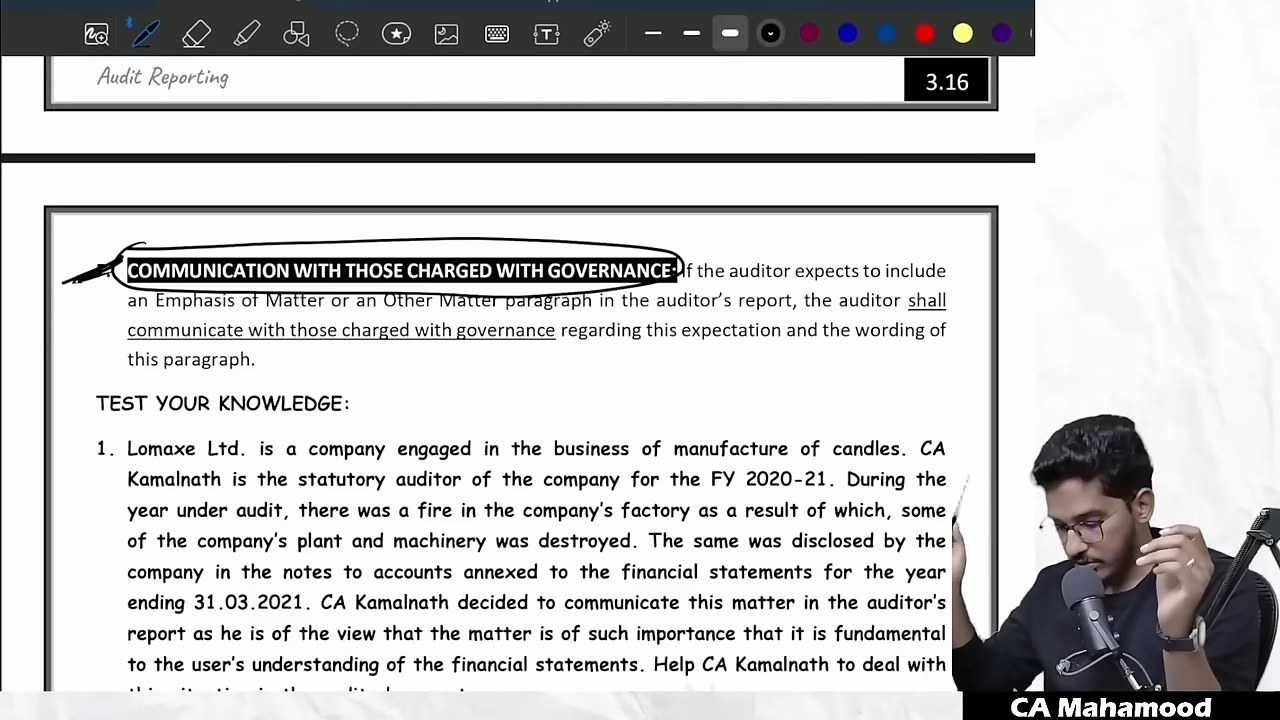 Audit Reporting
3.16
COMMUNICATION WITH THOSE CHARGED WITH GOVERNANCE: If the auditor expects to include
an Emphasis of Matter or an Other Matter paragraph in the auditor's report, the auditor shall
communicate with those charged with governance regarding this expectation and the wording of
this paragraph.
TEST YOUR KNOWLEDGE:
1. Lomaxe Ltd. is a company engaged in the business of manufacture of candles. CA
Kamalnath is the statutory auditor of the company for the FY 2020-21. During the
year under audit, there was a fire in the company's factory as a result of which, some
of the company's plant and machinery was destroyed. The same was disclosed by the
company in the notes to accounts annexed to the financial statements for the year
ending 31.03.2021. CA Kamalnath decided to communicate this matter in the auditor's
report as he is of the view that the matter is of such importance that it is fundamental
to the user's understanding of the financial statements. Help CA Kamalnath to deal with
CA Mahamood